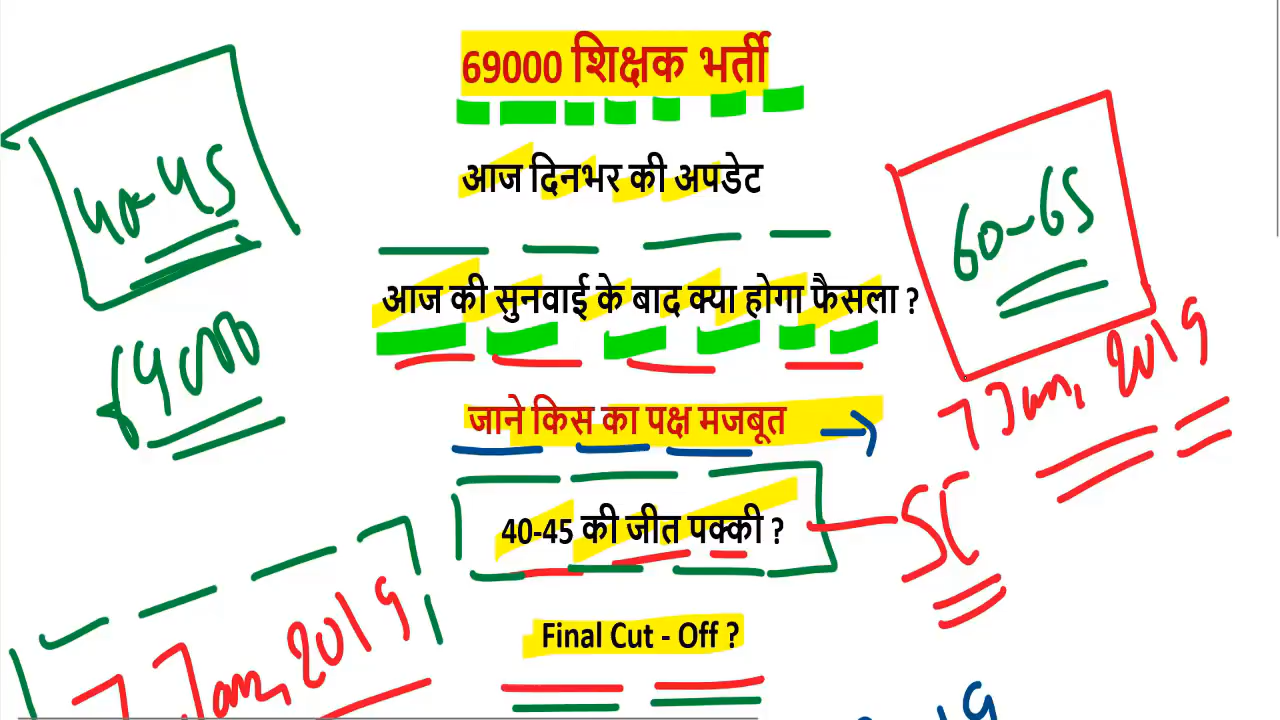 69000 शिक्षक भर्ती
आज दिनभर की अपडेट
40-45
60-65
आज की सुनवाई के बाद क्या होगा फैसला ?
69000
7 Jan, 2019
जाने किस का पक्ष मजबूत
40-45 की जीत पक्की ?
SC
Final Cut - Off ?
7 Jan, 2019